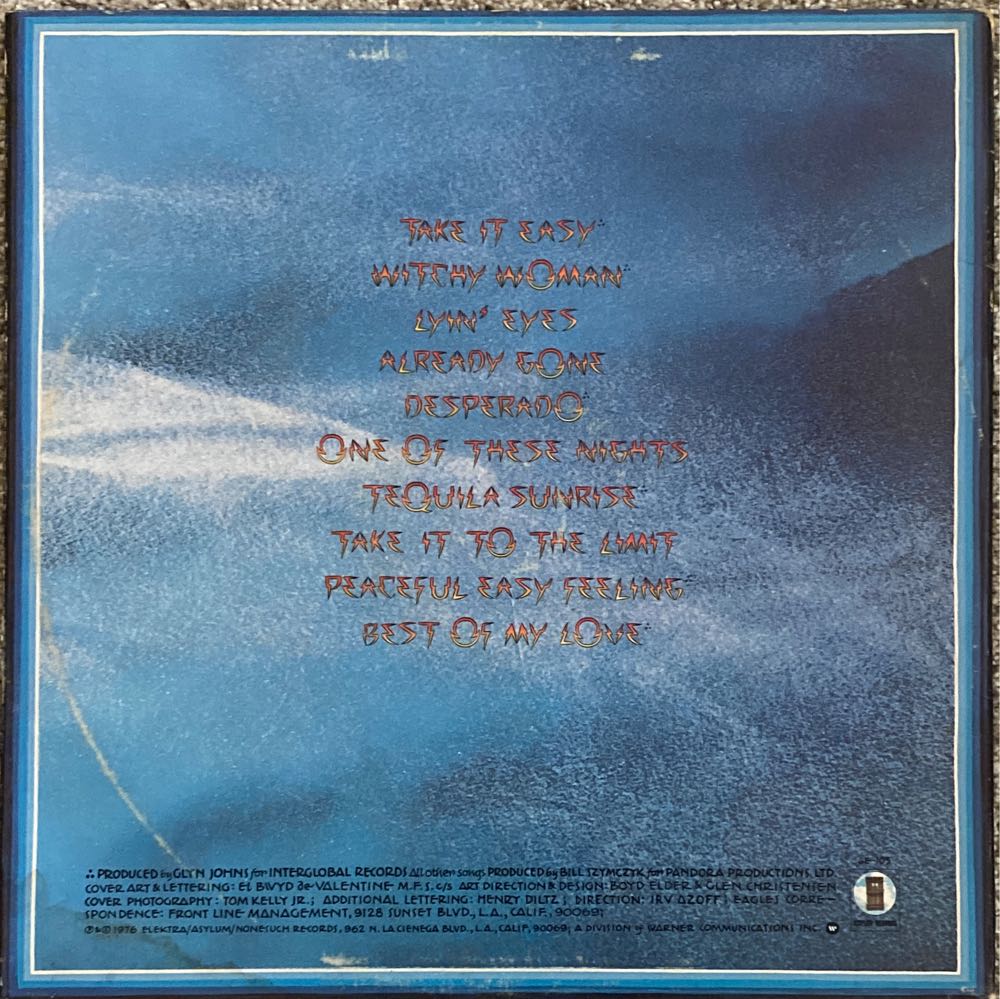 TAKE IT EASY∴
WITCHY WOMAN∴
LYIN' EYES
ALREADY GONE
DESPERADO∴
ONE OF THESE NIGHTS
TEQUILA SUNRISE∴
TAKE IT TO THE LIMIT
PEACEFUL EASY FEELING∴
BEST OF MY LOVE∴
∴ PRODUCED by GLYN JOHNS for INTERGLOBAL RECORDS All other songs PRODUCED by BILL SZYMCZYK for PANDORA PRODUCTIONS, LTD.
COVER ART & LETTERING: EL BWYD de-VALENTINE- M.F.S. c/s ART DIRECTION & DESIGN: BOYD ELDER & GLEN CHRISTENSEN
COVER PHOTOGRAPHY: TOM KELLY JR.; ADDITIONAL LETTERING: HENRY DILTZ; DIRECTION: IRV AZOFF; EAGLES CORRE-
SPONDENCE: FRONT LINE MANAGEMENT, 9128 SUNSET BLVD., L.A., CALIF., 90069;
℗ & © 1976 ELEKTRA/ASYLUM/NONESUCH RECORDS, 962 N. LA CIENEGA BLVD., L.A., CALIF, 90069; A DIVISION of WARNER COMMUNICATIONS INC.